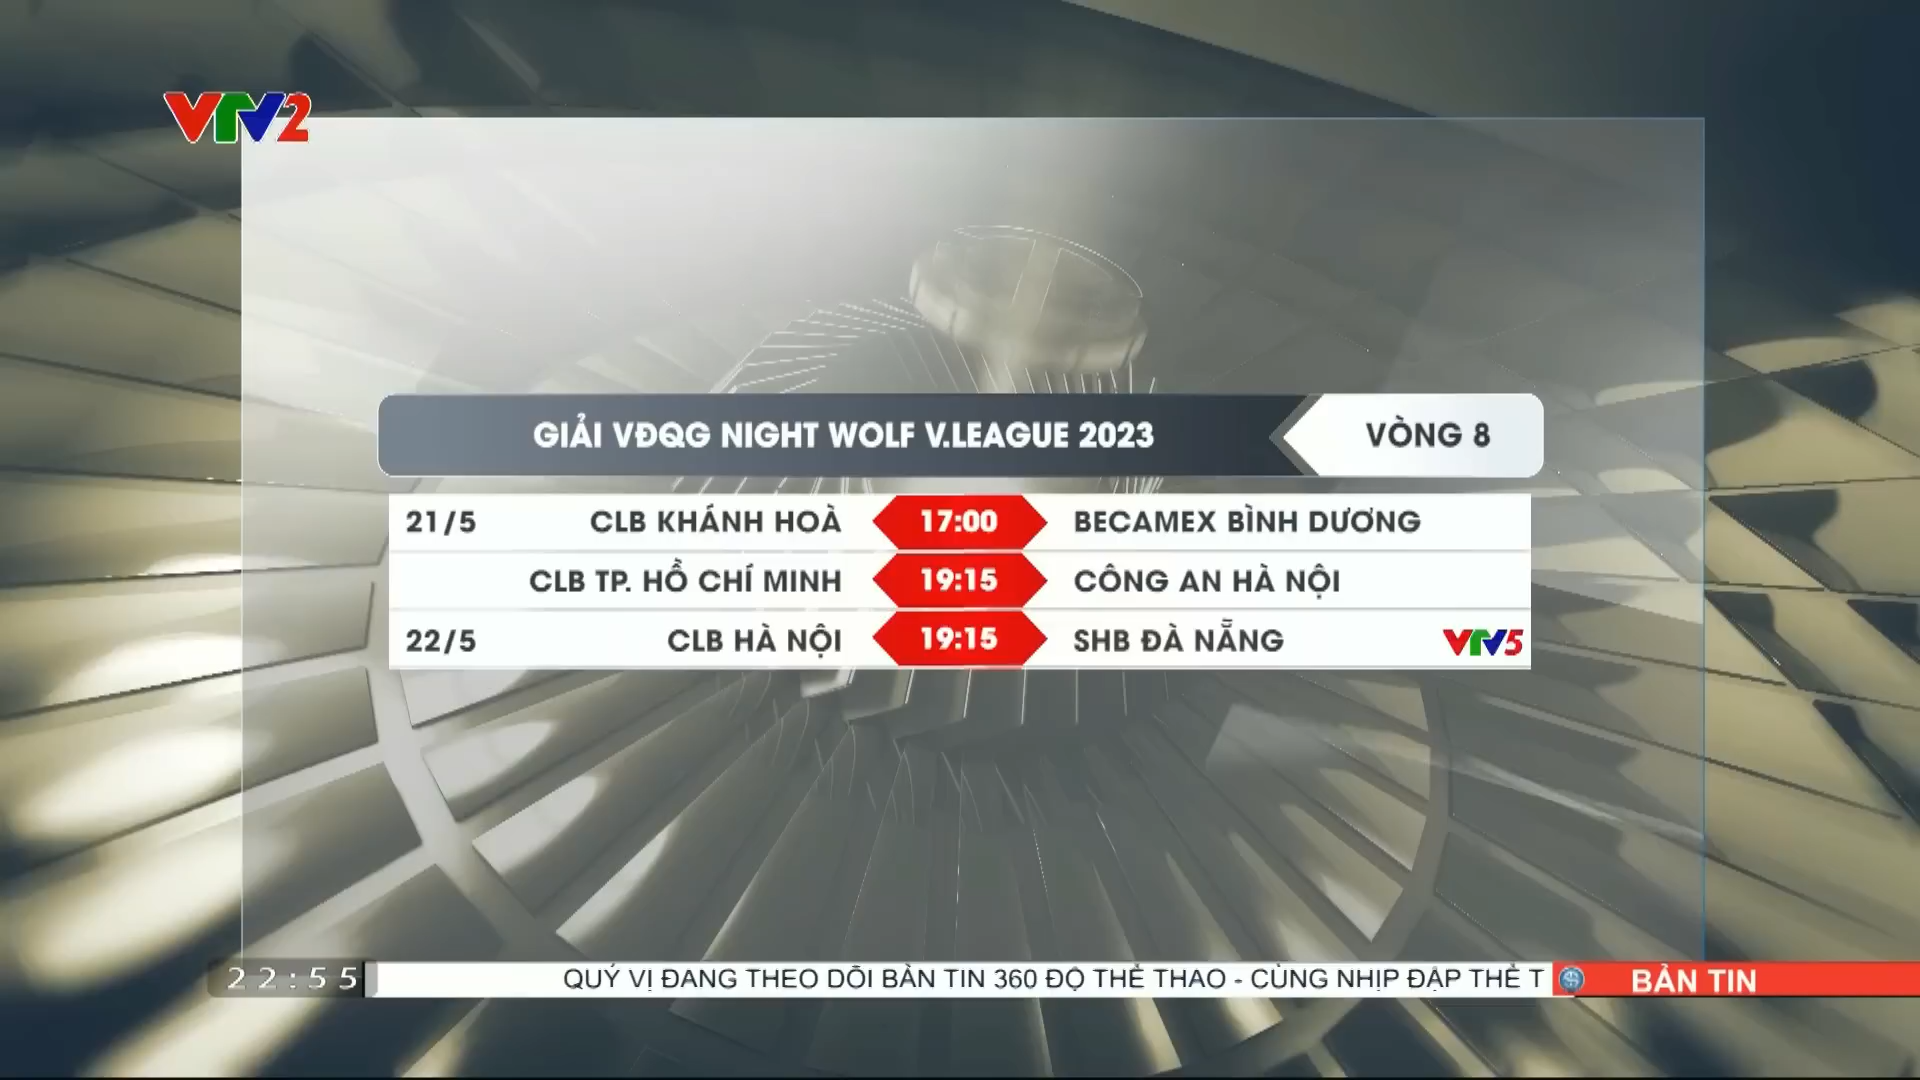 VTV2
GIẢI VĐQG NIGHT WOLF V.LEAGUE 2023
VÒNG 8
21/5 CLB KHÁNH HOÀ 17:00 BECAMEX BÌNH DƯƠNG
CLB TP. HỒ CHÍ MINH 19:15 CÔNG AN HÀ NỘI
22/5 CLB HÀ NỘI 19:15 SHB ĐÀ NẴNG VTV5
22:55 QUÝ VỊ ĐANG THEO DÕI BẢN TIN 360 ĐỘ THỂ THAO - CÙNG NHỊP ĐẬP THỂ T BẢN TIN